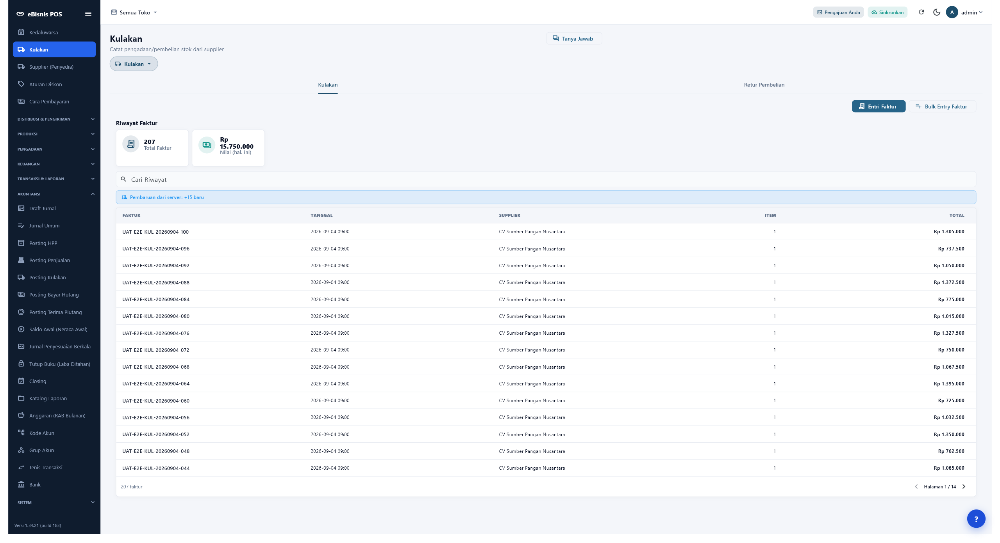 eBisnis POS
Kedaluwarsa
Kulakan
Supplier (Penyedia)
Aturan Diskon
Cara Pembayaran
DISTRIBUSI & PENGIRIMAN
PRODUKSI
PENGADAAN
KEUANGAN
TRANSAKSI & LAPORAN
AKUNTANSI
Draft Jurnal
Jurnal Umum
Posting HPP
Posting Penjualan
Posting Kulakan
Posting Bayar Hutang
Posting Terima Piutang
Saldo Awal (Neraca Awal)
Jurnal Penyesuaian Berkala
Tutup Buku (Laba Ditahan)
Closing
Katalog Laporan
Anggaran (RAB Bulanan)
Kode Akun
Grup Akun
Jenis Transaksi
Bank
SISTEM
Versi 1.34.21 (build 183)
Semua Toko
Pengajuan Anda
Sinkronkan
A
admin
Kulakan
Tanya Jawab
Catat pengadaan/pembelian stok dari supplier
Kulakan
Kulakan
Retur Pembelian
Entri Faktur
Bulk Entry Faktur
Riwayat Faktur
207
Total Faktur
Rp
15.750.000
Nilai (hal. ini)
Cari Riwayat
Pembaruan dari server: +15 baru
FAKTUR TANGGAL SUPPLIER ITEM TOTAL
UAT-E2E-KUL-20260904-100 2026-09-04 09:00 CV Sumber Pangan Nusantara 1 Rp 1.305.000
UAT-E2E-KUL-20260904-096 2026-09-04 09:00 CV Sumber Pangan Nusantara 1 Rp 737.500
UAT-E2E-KUL-20260904-092 2026-09-04 09:00 CV Sumber Pangan Nusantara 1 Rp 1.050.000
UAT-E2E-KUL-20260904-088 2026-09-04 09:00 CV Sumber Pangan Nusantara 1 Rp 1.372.500
UAT-E2E-KUL-20260904-084 2026-09-04 09:00 CV Sumber Pangan Nusantara 1 Rp 775.000
UAT-E2E-KUL-20260904-080 2026-09-04 09:00 CV Sumber Pangan Nusantara 1 Rp 1.015.000
UAT-E2E-KUL-20260904-076 2026-09-04 09:00 CV Sumber Pangan Nusantara 1 Rp 1.327.500
UAT-E2E-KUL-20260904-072 2026-09-04 09:00 CV Sumber Pangan Nusantara 1 Rp 750.000
UAT-E2E-KUL-20260904-068 2026-09-04 09:00 CV Sumber Pangan Nusantara 1 Rp 1.067.500
UAT-E2E-KUL-20260904-064 2026-09-04 09:00 CV Sumber Pangan Nusantara 1 Rp 1.395.000
UAT-E2E-KUL-20260904-060 2026-09-04 09:00 CV Sumber Pangan Nusantara 1 Rp 725.000
UAT-E2E-KUL-20260904-056 2026-09-04 09:00 CV Sumber Pangan Nusantara 1 Rp 1.032.500
UAT-E2E-KUL-20260904-052 2026-09-04 09:00 CV Sumber Pangan Nusantara 1 Rp 1.350.000
UAT-E2E-KUL-20260904-048 2026-09-04 09:00 CV Sumber Pangan Nusantara 1 Rp 762.500
UAT-E2E-KUL-20260904-044 2026-09-04 09:00 CV Sumber Pangan Nusantara 1 Rp 1.085.000
207 faktur
Halaman 1 / 14
?